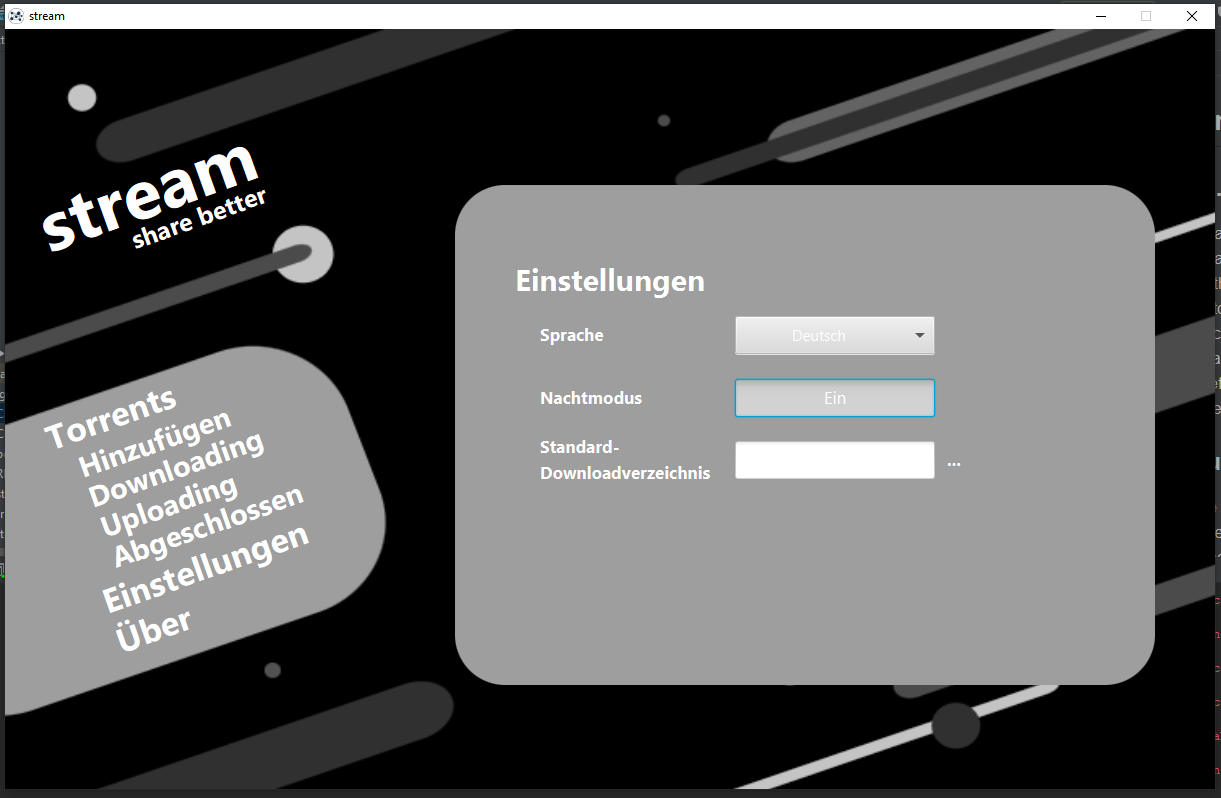 stream
stream
share better
Einstellungen
Sprache
Deutsch
Nachtmodus
Ein
Standard-
Downloadverzeichnis
...
Torrents
Hinzufügen
Downloading
Uploading
Abgeschlossen
Einstellungen
Über